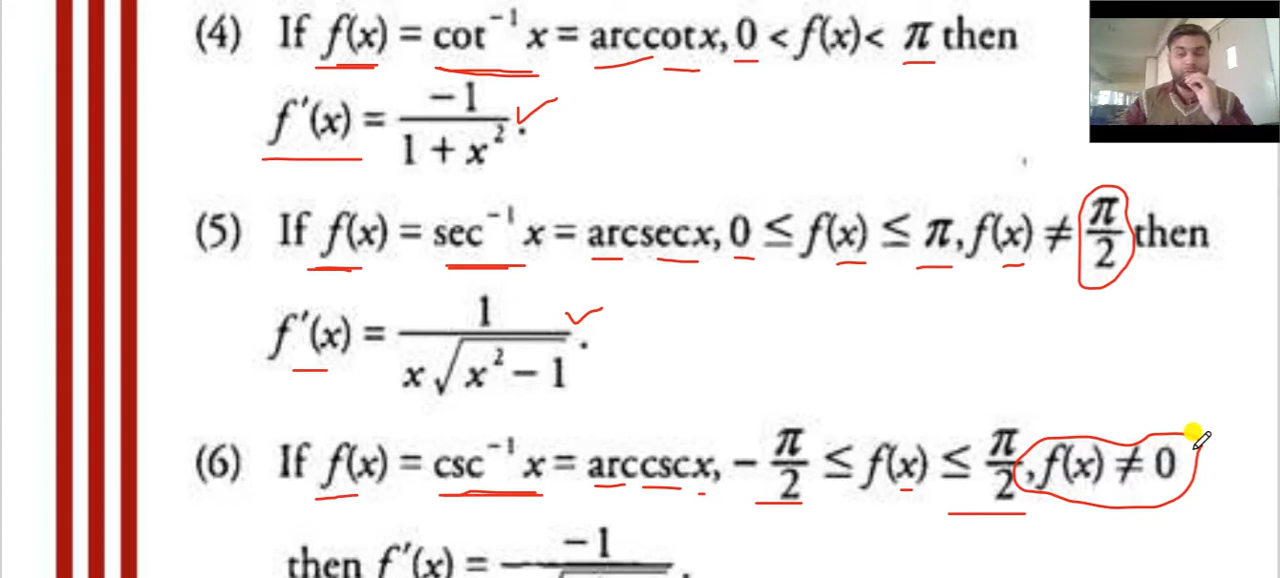 (4) If f(x) = cot⁻¹ x = arccotx, 0 < f(x) < π then
f′(x) = -1 / 1 + x² .
(5) If f(x) = sec⁻¹ x = arcsecx, 0 ≤ f(x) ≤ π, f(x) ≠ π/2 then
f′(x) = 1 / x√x² - 1 .
(6) If f(x) = csc⁻¹ x = arccscx, - π/2 ≤ f(x) ≤ π/2, f(x) ≠ 0
then f′(x) = -1